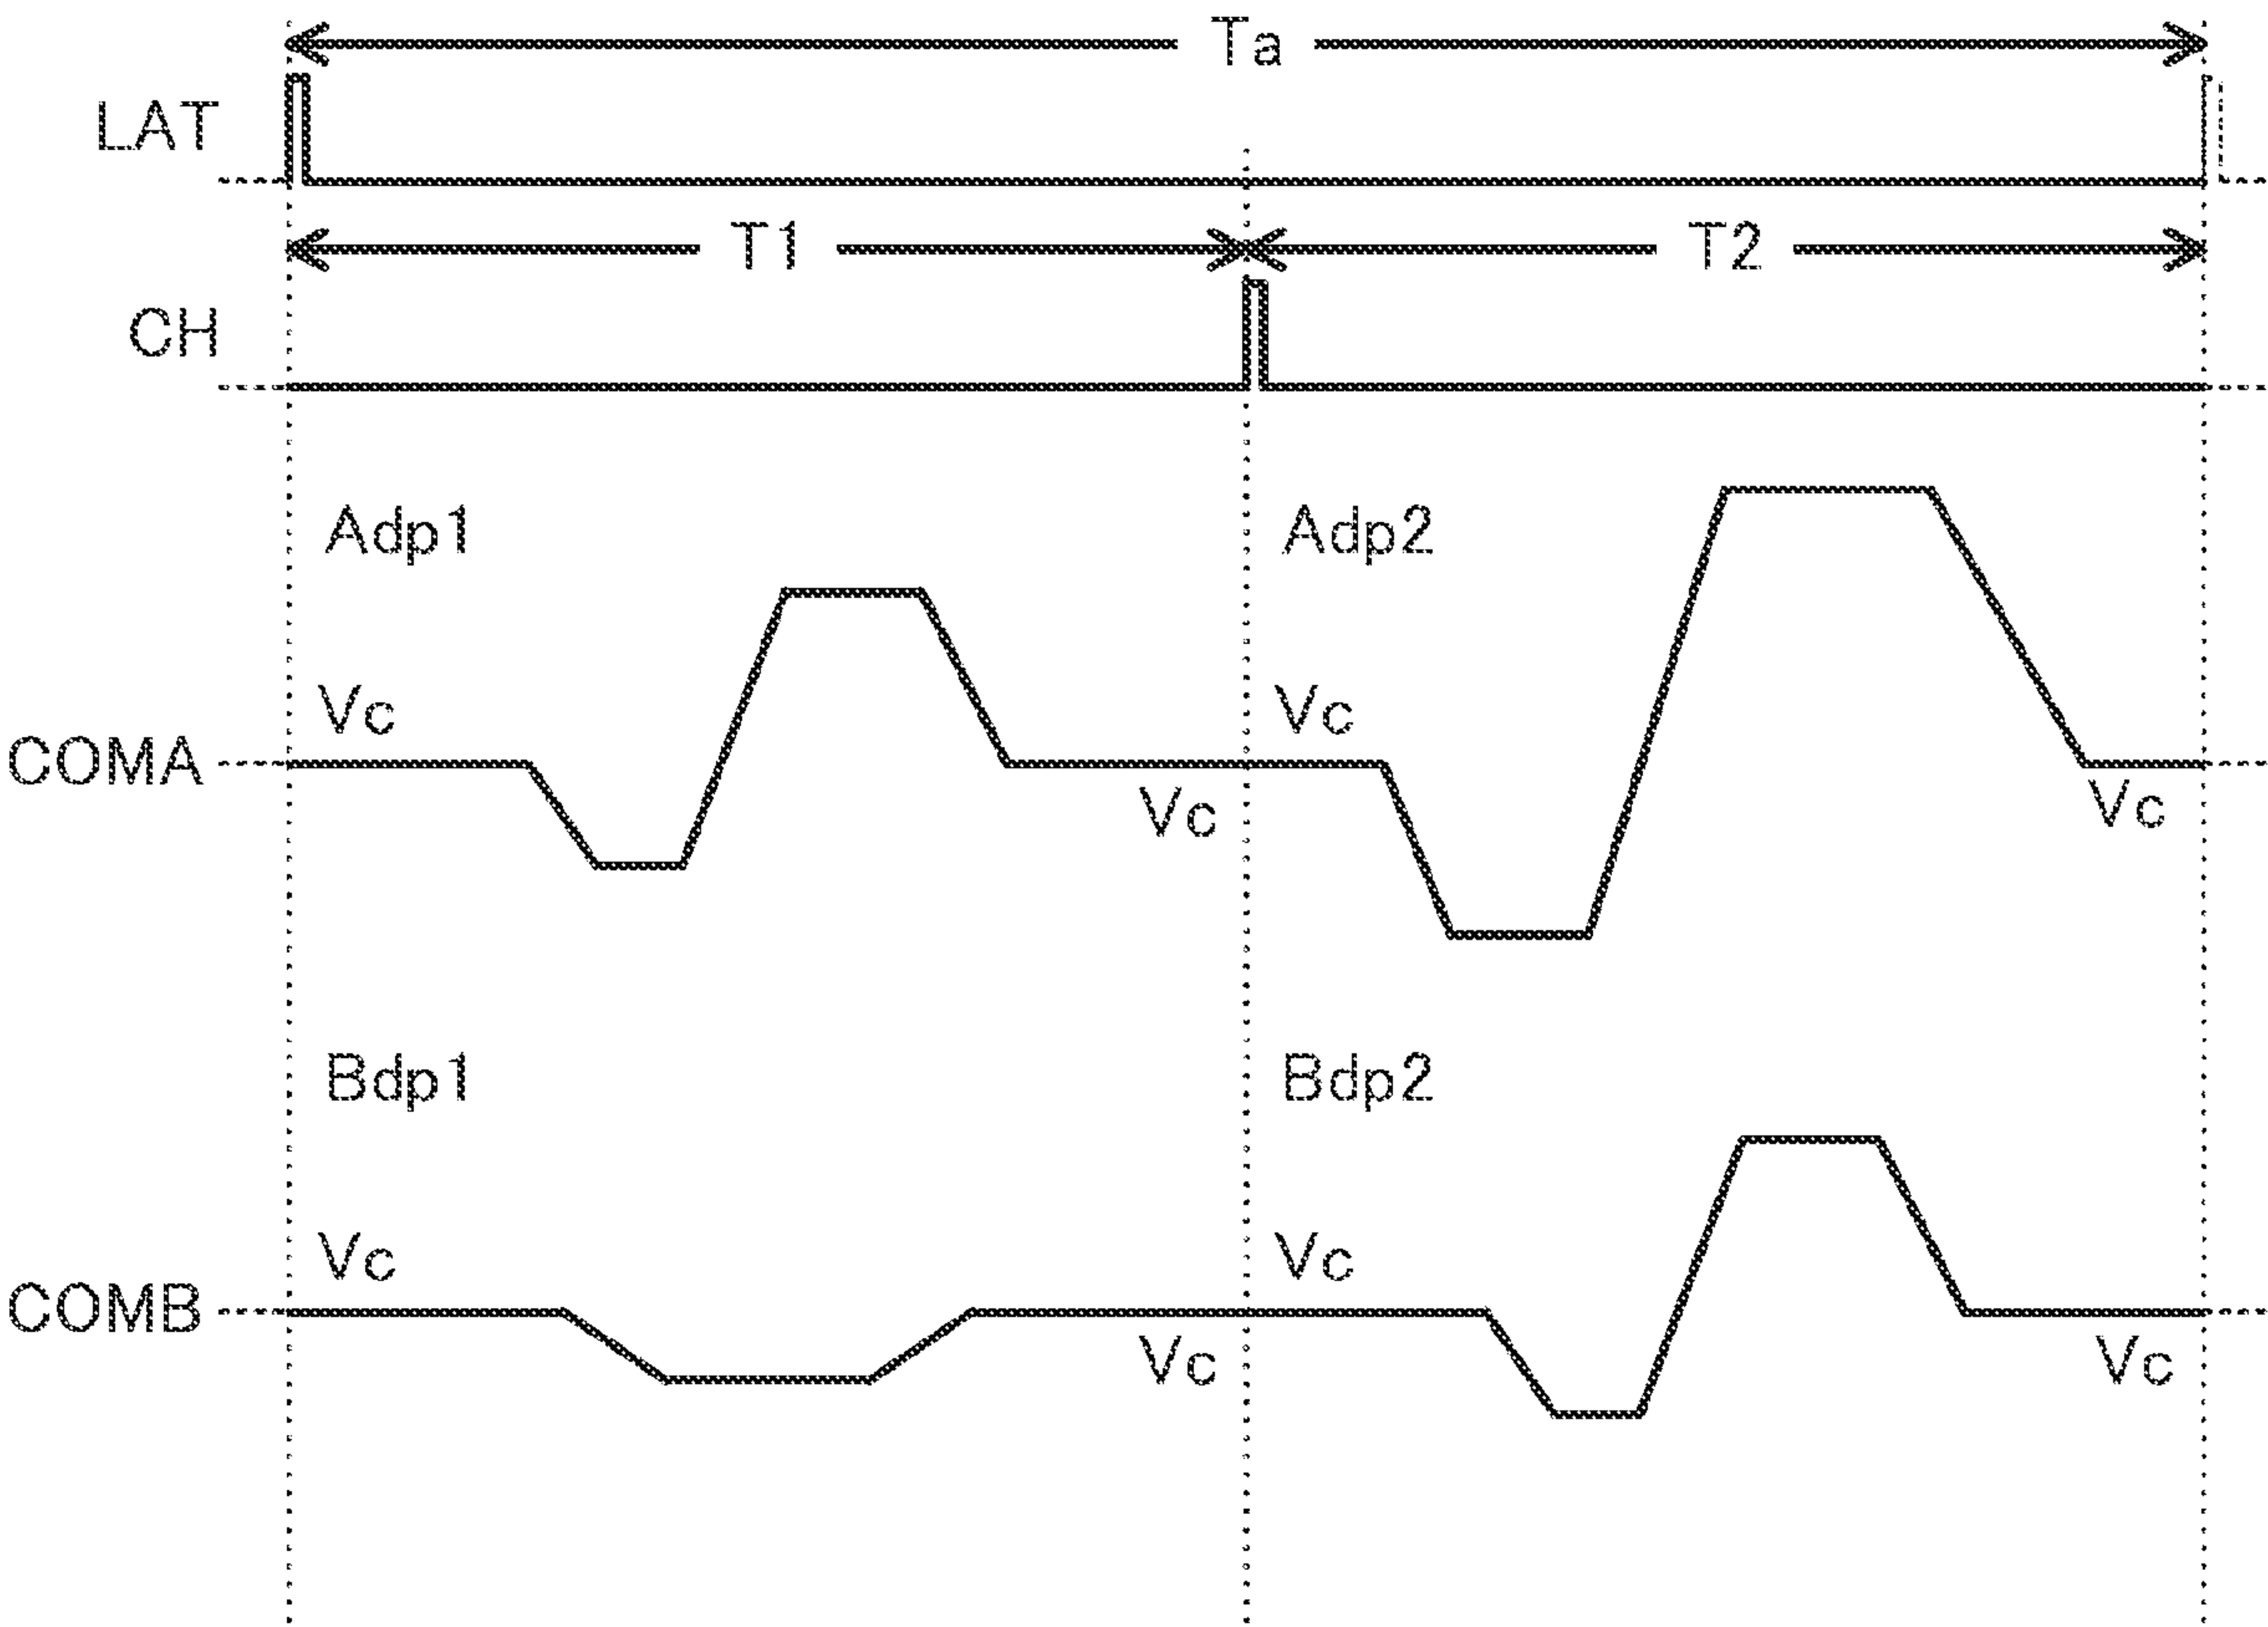 Ta
LAT
T1 T2
CH
Adp1 Adp2
Vc Vc
COMA
Vc Vc
Bdp1 Bdp2
Vc Vc
COMB
Vc Vc